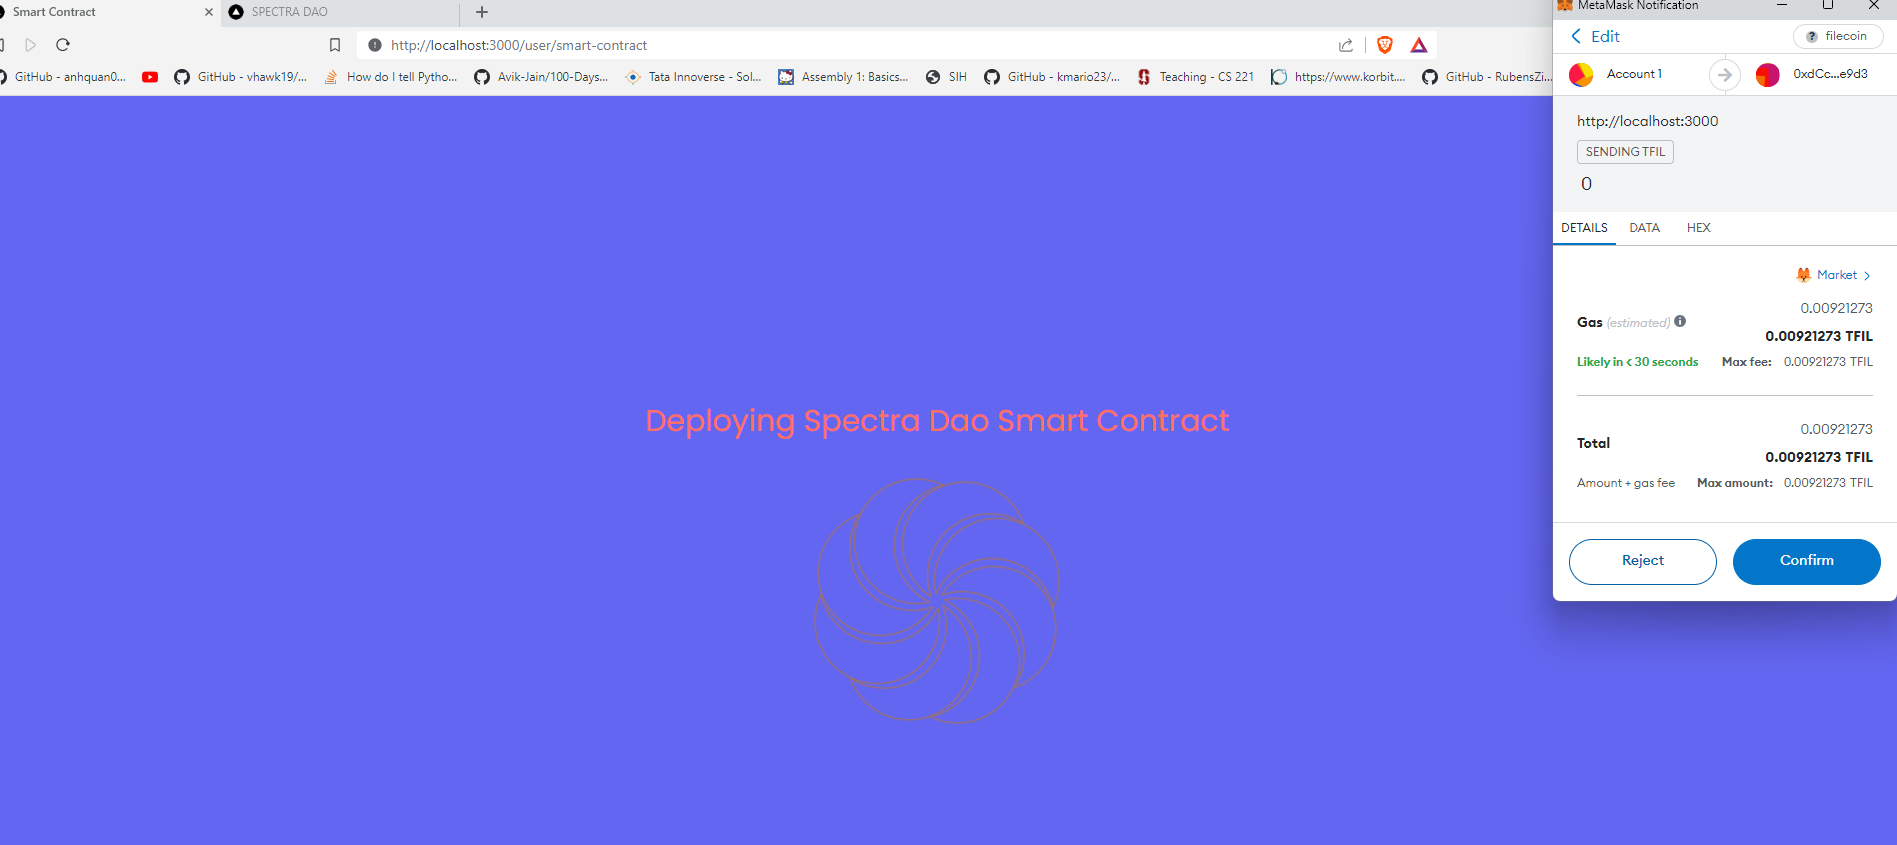 Smart Contract
SPECTRA DAO
http://localhost:3000/user/smart-contract
GitHub - anhquan0...
GitHub - vhawk19/...
How do I tell Pytho...
Avik-Jain/100-Days...
Tata Innoverse - Sol...
Assembly 1: Basics...
SIH
GitHub - kmario23/...
Teaching - CS 221
https://www.korbit....
GitHub - RubensZi...
Deploying Spectra Dao Smart Contract
MetaMask Notification
Edit
filecoin
Account 1
0xdCc...e9d3
http://localhost:3000
SENDING TFIL
0
DETAILS DATA HEX
Market
0.00921273
Gas (estimated)
0.00921273 TFIL
Likely in < 30 seconds Max fee: 0.00921273 TFIL
0.00921273
Total
0.00921273 TFIL
Amount + gas fee Max amount: 0.00921273 TFIL
Reject
Confirm